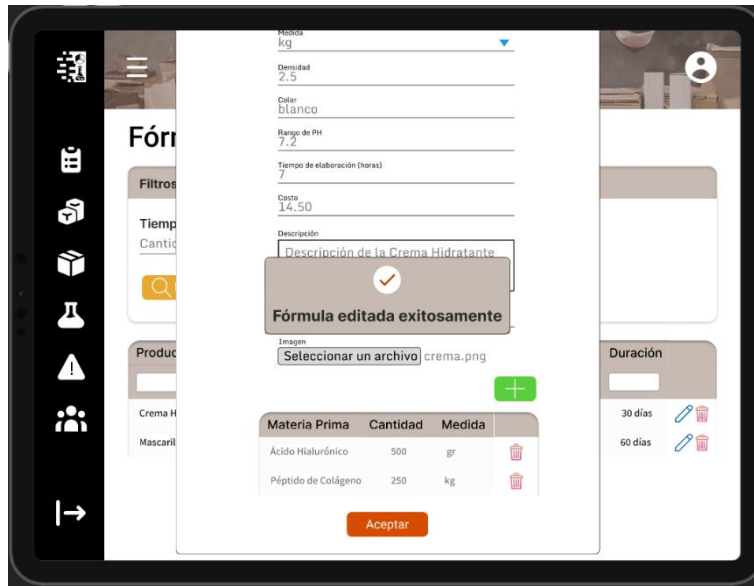 Medida
kg
Densidad
2.5
Color
blanco
Fórm
Rango de PH
7.2
Tiempo de elaboración (horas)
7
Filtros
Costo
14.50
Tiemp
Cantid
Descripción
Descripción de la Crema Hidratante
Fórmula editada exitosamente
Imagen
Seleccionar un archivo crema.png
Produc
Duración
Crema H
30 días
Mascaril
60 días
Materia Prima Cantidad Medida
Ácido Hialurónico 500 gr
Péptido de Colágeno 250 kg
Aceptar